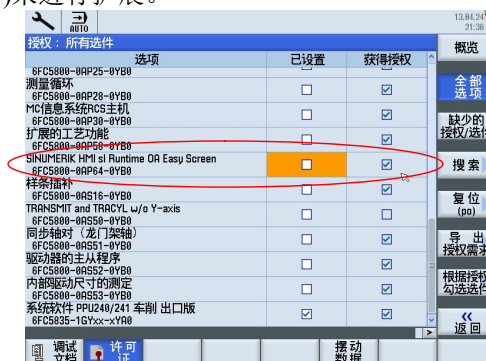 )未进行扩展。
AUTO
13.04.24
21:36
授权： 所有选件
概览
选项 已设置 获得授权
6FC5800-0AP25-0YB0
测量循环
6FC5800-0AP28-0YB0
MC信息系统RCS主机
6FC5800-0AP30-0YB0
扩展的工艺功能
6FC5800-0AP58-0YB0
SINUMERIK HMI sl Runtime OA Easy Screen
6FC5800-0AP64-0YB0
样条插补
6FC5800-0AS16-0YB0
TRANSMIT and TRACYL w/o Y-axis
6FC5800-0AS50-0YB0
同步轴对（龙门架轴）
6FC5800-0AS51-0YB0
驱动器的主从程序
6FC5800-0AS52-0YB0
内部驱动尺寸的测定
6FC5800-0AS53-0YB0
系统软件 PPU240/241 车削 出口版
6FC5835-1GYxx-xYA0
全部
选项
缺少的
授权/选件
搜索
复位
(po)
导 出
授权需求
根据授权
勾选选件
返回
调试
文档
许可
证
摆动
数据